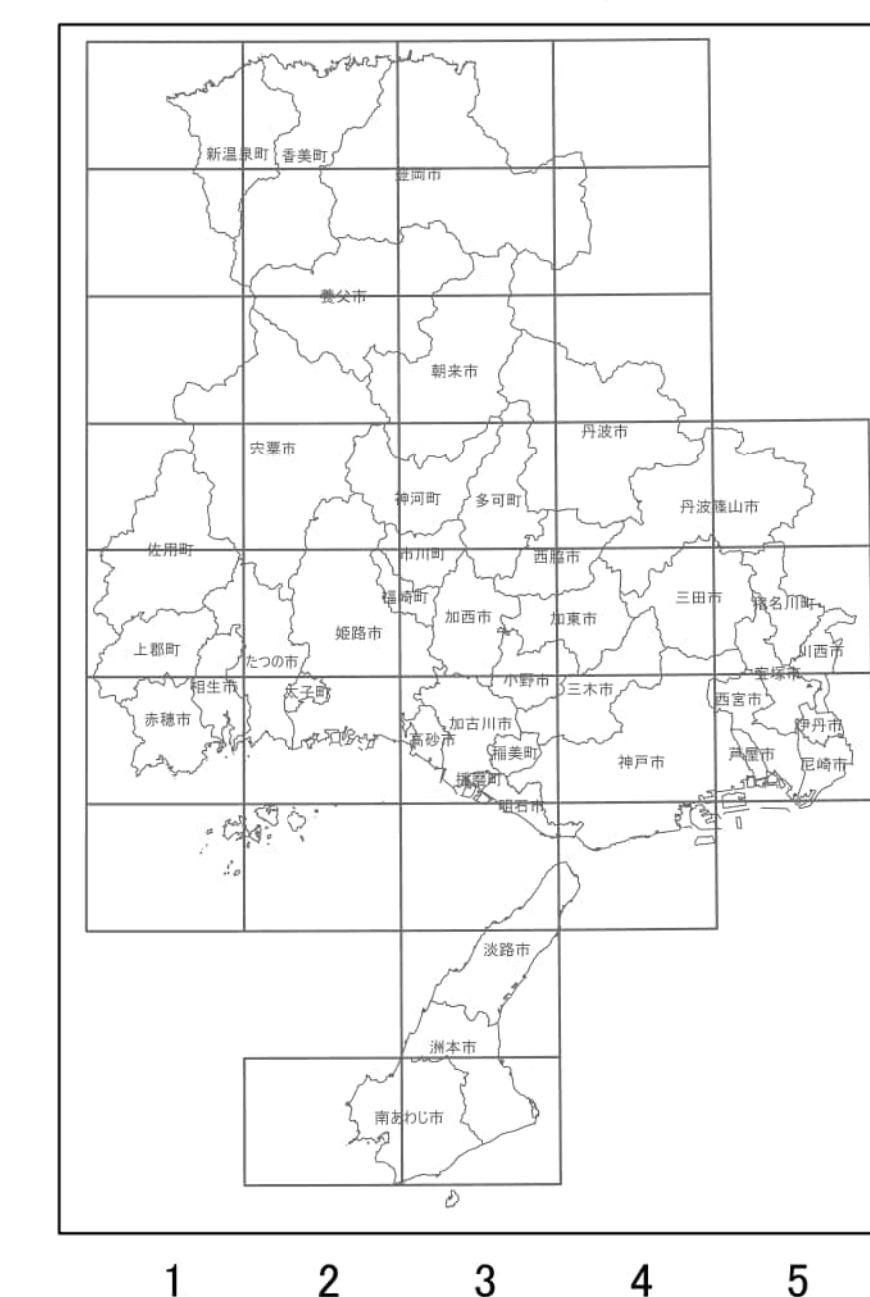 新温泉町
香美町
豊岡市
養父市
朝来市
丹波市
宍粟市
神河町
多可町
丹波篠山市
佐用町
市川町
西脇市
福崎町
加西市
加東市
三田市
猪名川町
姫路市
上郡町
たつの市
川西市
相生市
太子町
小野市
三木市
宝塚市
西宮市
赤穂市
高砂市
加古川市
稲美町
神戸市
芦屋市
伊丹市
尼崎市
播磨町
明石市
淡路市
洲本市
南あわじ市
1 2 3 4 5